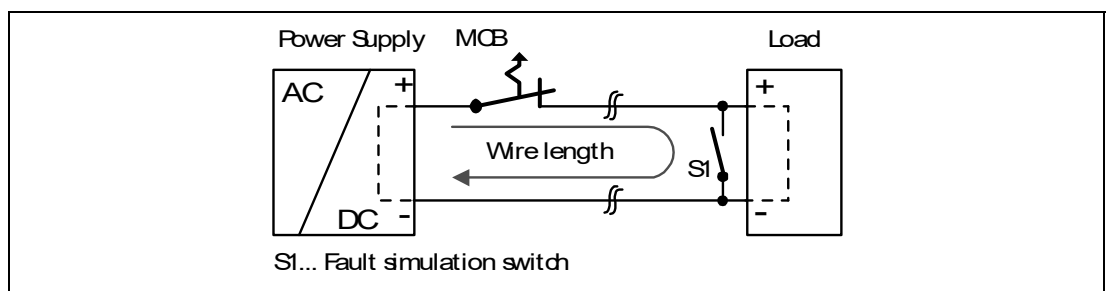 Power Supply MCB Load
AC + +
Wire length
S1
DC - -
S1... Fault simulation switch